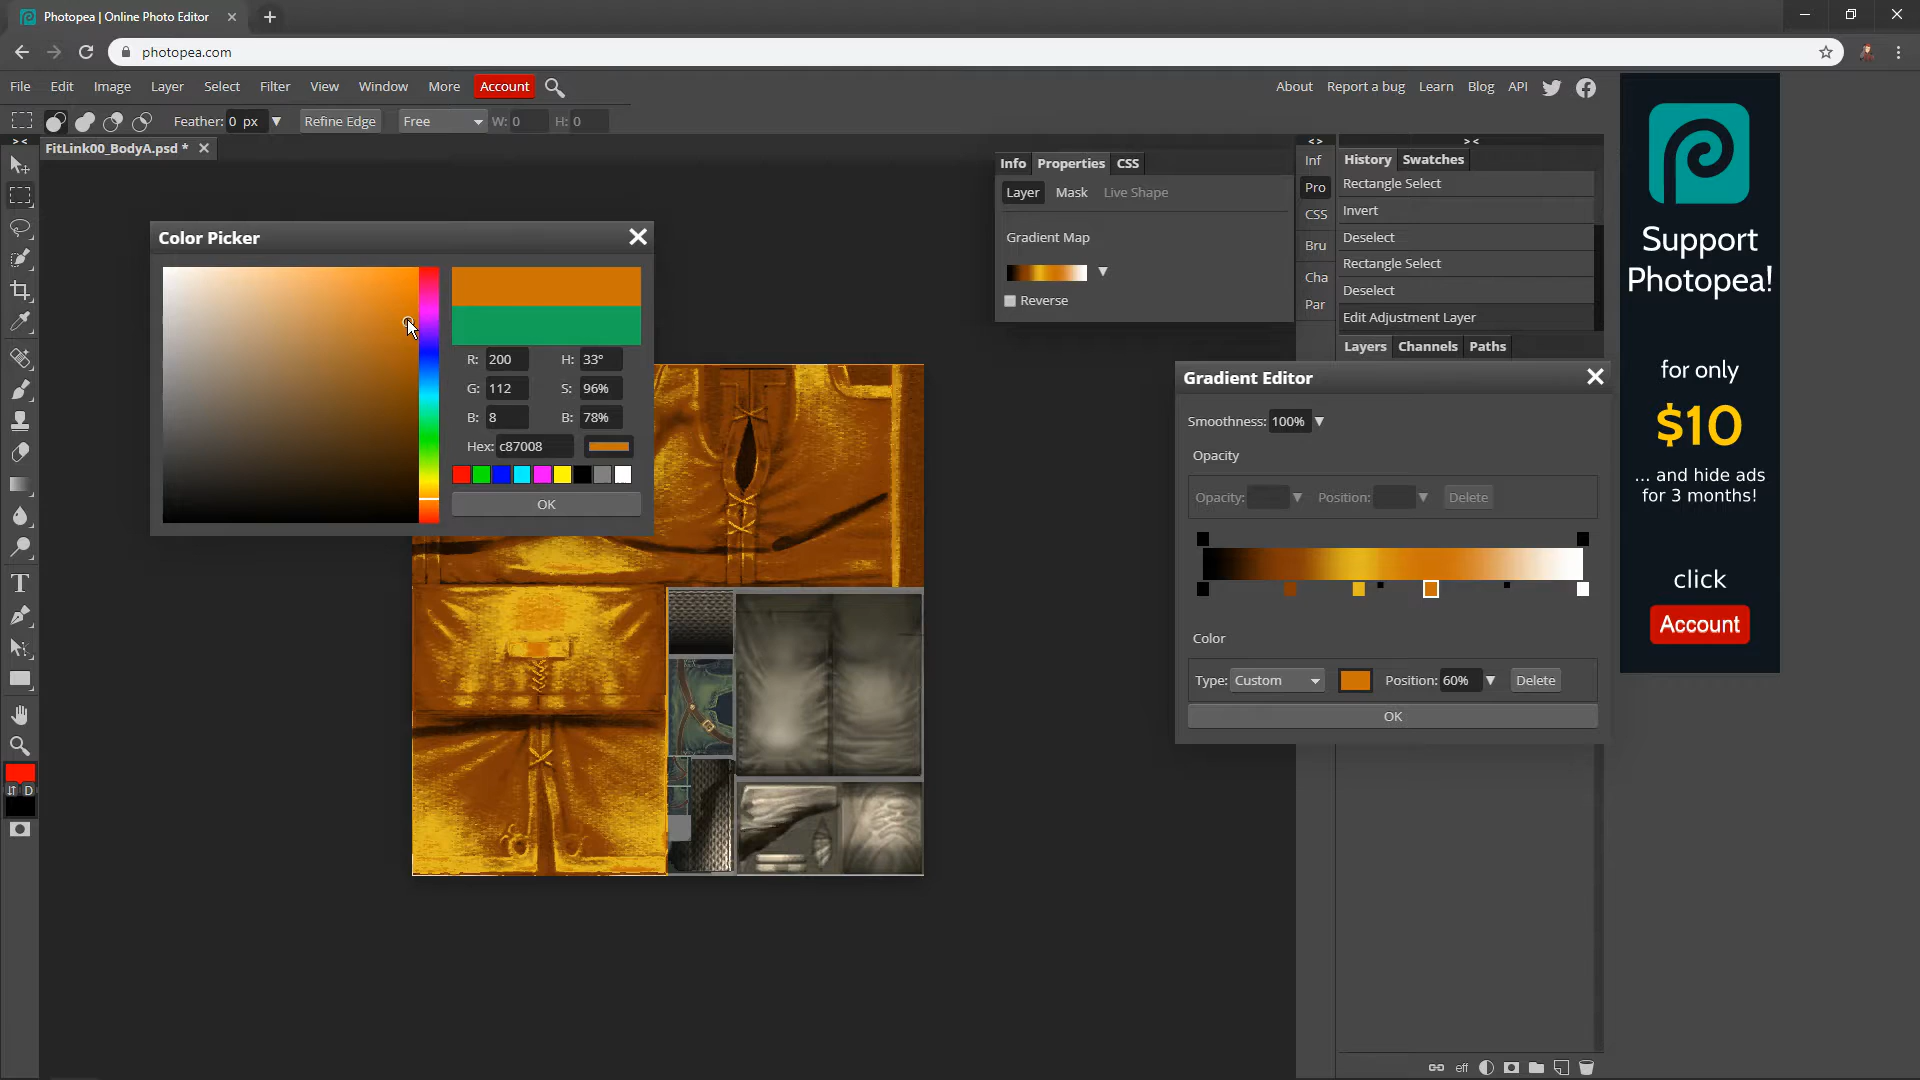 Photopea | Online Photo Editor
photopea.com
File Edit Image Layer Select Filter View Window More Account
About Report a bug Learn Blog API
Feather: 0 px Refine Edge Free W: 0 H: 0
FitLink00_BodyA.psd *
Info Properties CSS
Layer Mask Live Shape
Gradient Map
Reverse
Inf
Pro
CSS
Bru
Cha
Par
History Swatches
Rectangle Select
Invert
Deselect
Rectangle Select
Deselect
Edit Adjustment Layer
Layers Channels Paths
Color Picker
R: 200 H: 33°
G: 112 S: 96%
B: 8 B: 78%
Hex: c87008
OK
Gradient Editor
Smoothness: 100%
Opacity
Opacity: Position: Delete
Color
Type: Custom Position: 60% Delete
OK
T
D
eff
Support
Photopea!
for only
$10
... and hide ads
for 3 months!
click
Account